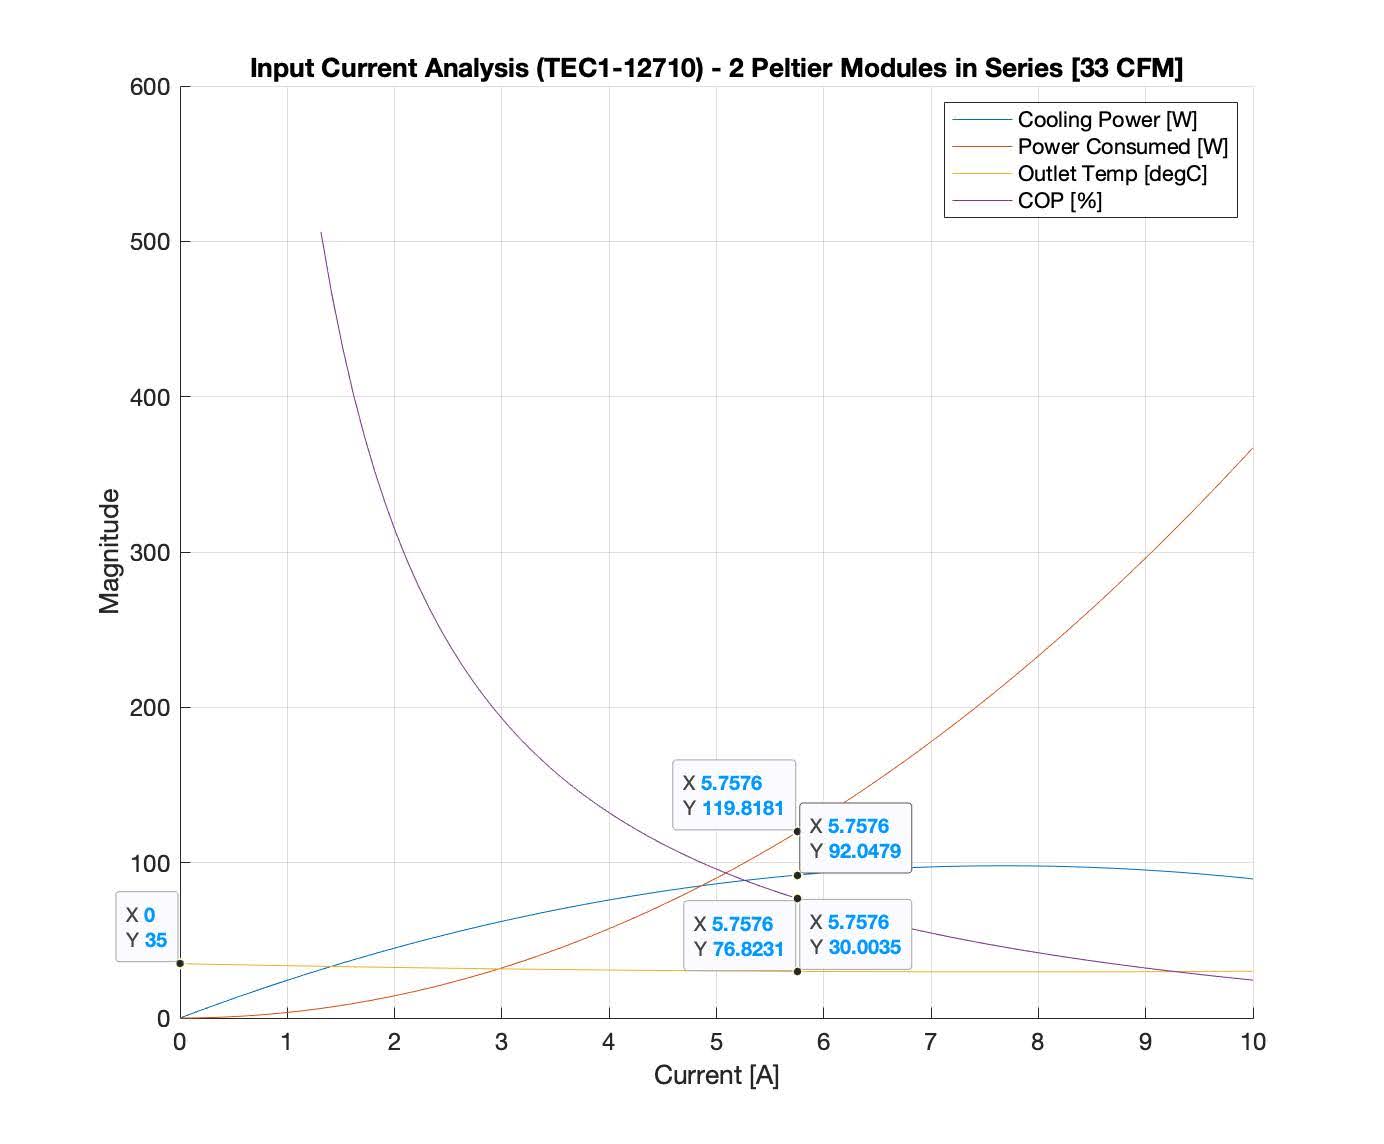 Input Current Analysis (TEC1-12710) - 2 Peltier Modules in Series [33 CFM]
600
500
400
300
200
100
0
Magnitude
Cooling Power [W]
Power Consumed [W]
Outlet Temp [degC]
COP [%]
X 5.7576
Y 119.8181
X 5.7576
Y 92.0479
X 0
Y 35
X 5.7576
Y 76.8231
X 5.7576
Y 30.0035
0 1 2 3 4 5 6 7 8 9 10
Current [A]